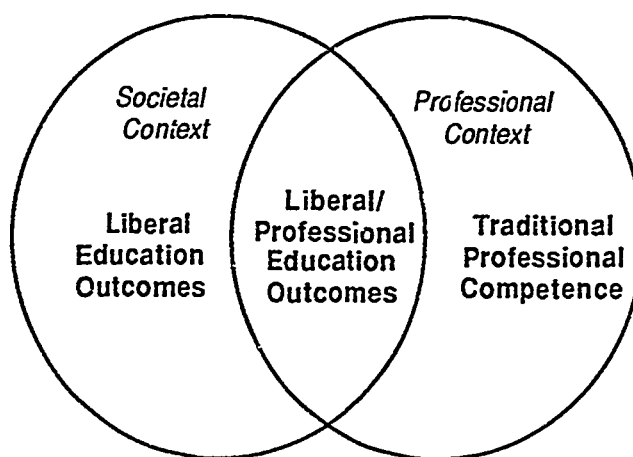 Societal
Context
Professional
Context
Liberal
Education
Outcomes
Liberal/
Professional
Education
Outcomes
Traditional
Professional
Competence